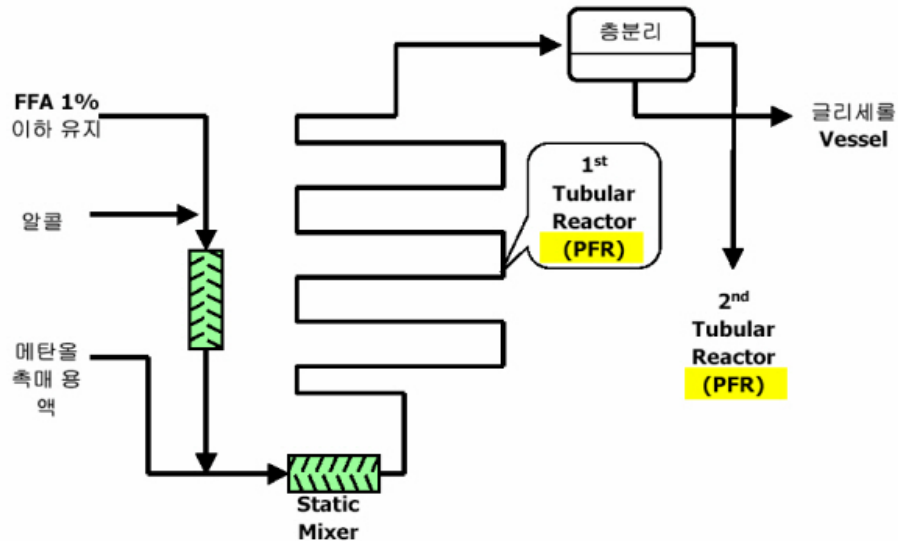 층분리
FFA 1%
이하 유지
글리세롤
Vessel
1st
Tubular
Reactor
(PFR)
알콜
2nd
Tubular
Reactor
(PFR)
메탄올
촉매 용
액
Static
Mixer